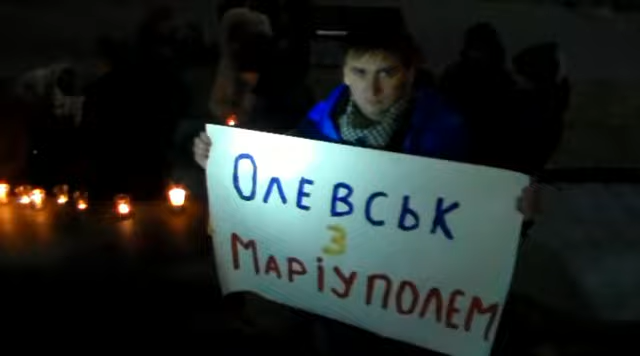 Олевськ
з
Маріуполем